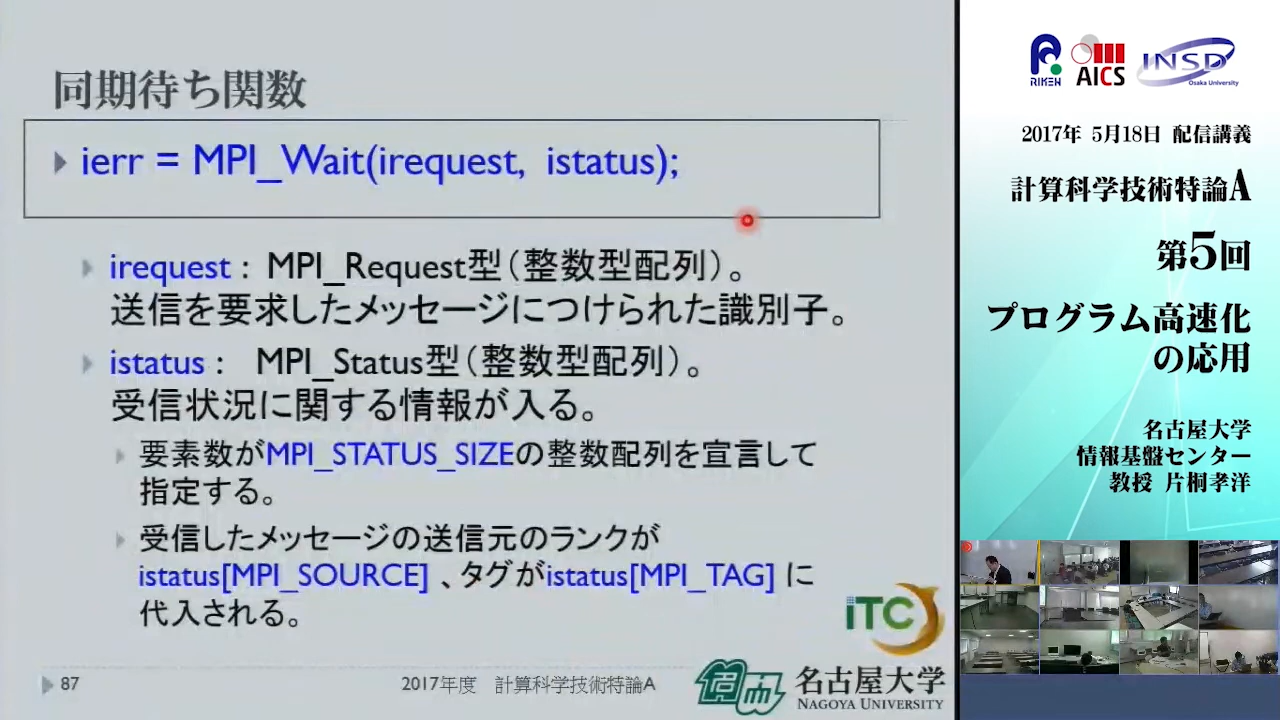 同期待ち関数
ierr = MPI_Wait(irequest, istatus);
irequest : MPI_Request型(整数型配列)。
送信を要求したメッセージにつけられた識別子。
istatus : MPI_Status型(整数型配列)。
受信状況に関する情報が入る。
要素数がMPI_STATUS_SIZEの整数配列を宣言して
指定する。
受信したメッセージの送信元のランクが
istatus[MPI_SOURCE] 、タグがistatus[MPI_TAG] に
代入される。
iTC
87
2017年度 計算科学技術特論A
名古屋大学
NAGOYA UNIVERSITY
RIKEN
AICS
INSD
Osaka University
2017年 5月18日 配信講義
計算科学技術特論A
第5回
プログラム高速化
の応用
名古屋大学
情報基盤センター
教授 片桐孝洋